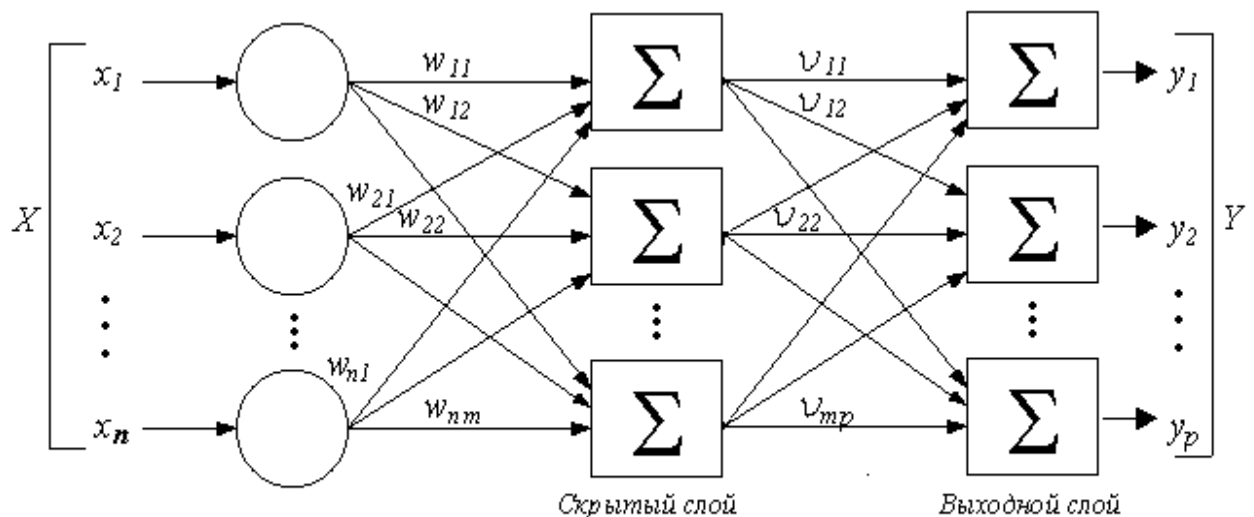 x1 w11 Σ υ11 Σ y1
w12 υ12
w21
X x2 w22 Σ υ22 Σ y2 Y
wn1
xn wnm Σ υmp Σ yp
Скрытый слой Выходной слой